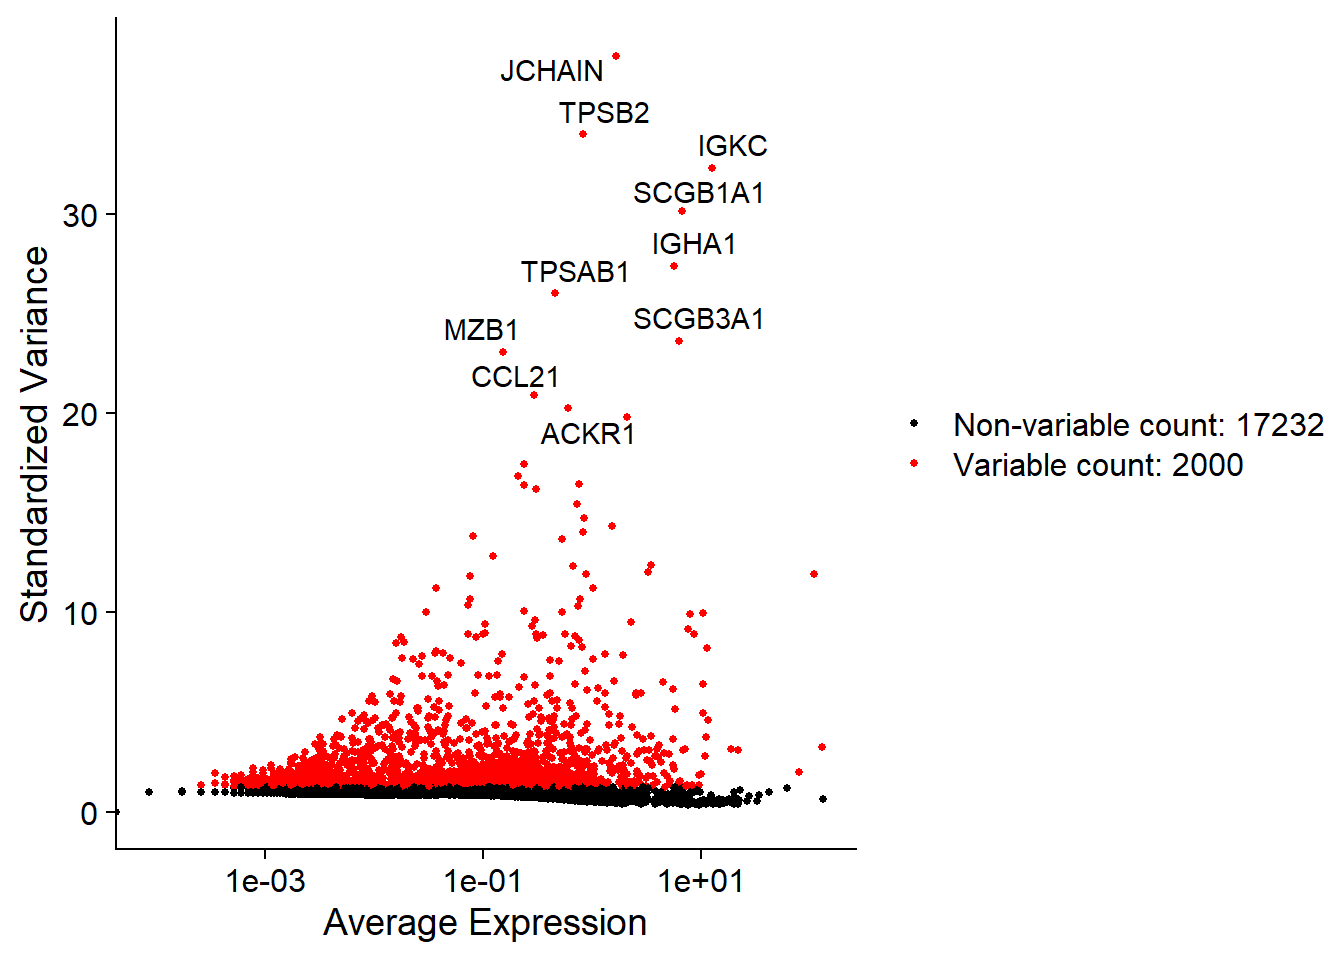 JCHAIN
TPSB2
IGKC
SCGB1A1
IGHA1
TPSAB1
SCGB3A1
MZB1
CCL21
ACKR1
30
20
10
0
Standardized Variance
1e-03
1e-01
1e+01
Average Expression
Non-variable count: 17232
Variable count: 2000